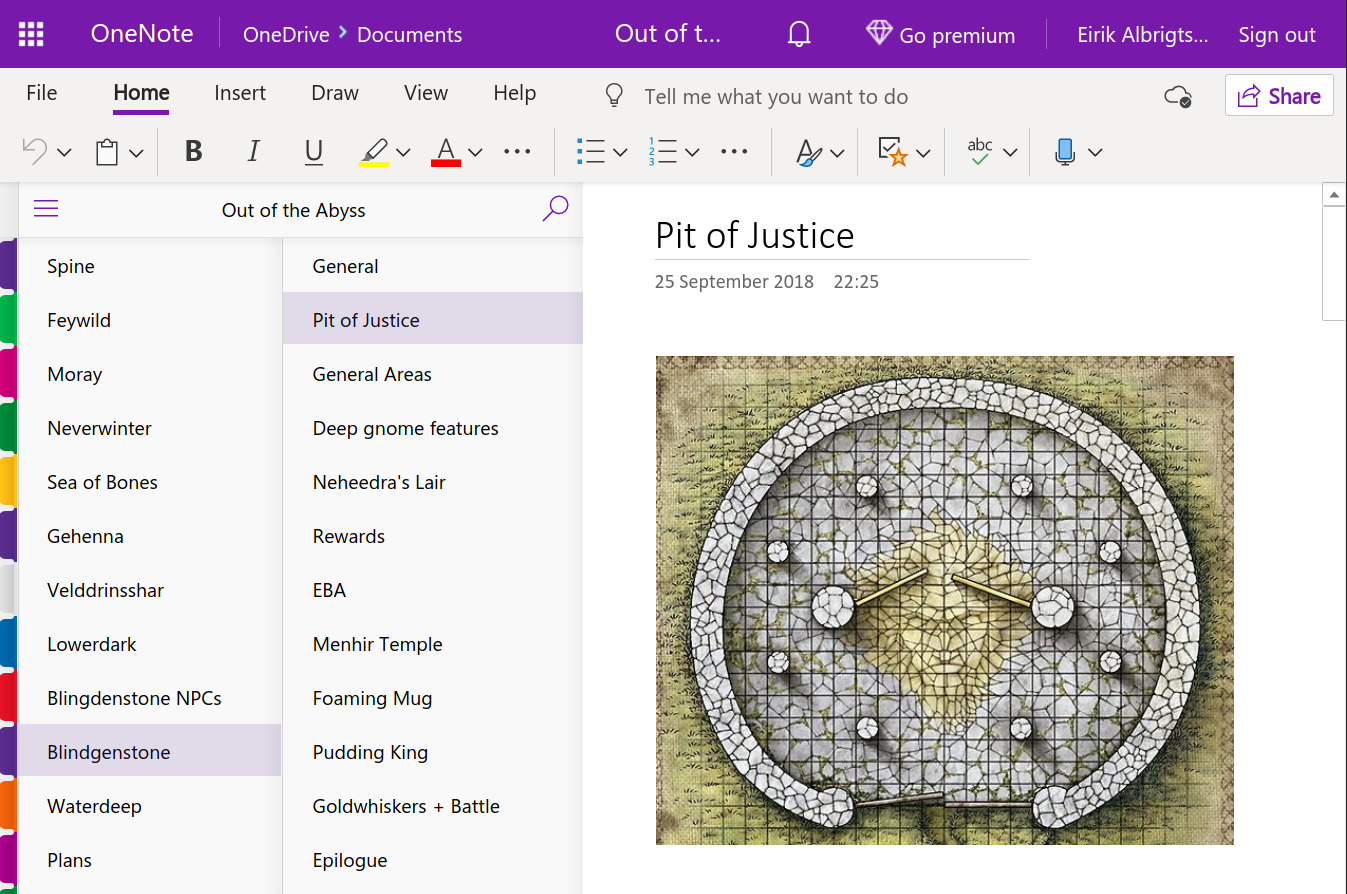 OneNote OneDrive > Documents Out of t... Go premium Eirik Albrigts... Sign out
File Home Insert Draw View Help Tell me what you want to do Share
B I U A abc
1
2
3
Out of the Abyss
Spine
Feywild
Moray
Neverwinter
Sea of Bones
Gehenna
Velddrinsshar
Lowerdark
Blingdenstone NPCs
Blindgenstone
Waterdeep
Plans
General
Pit of Justice
General Areas
Deep gnome features
Neheedra's Lair
Rewards
EBA
Menhir Temple
Foaming Mug
Pudding King
Goldwhiskers + Battle
Epilogue
Pit of Justice
25 September 2018 22:25